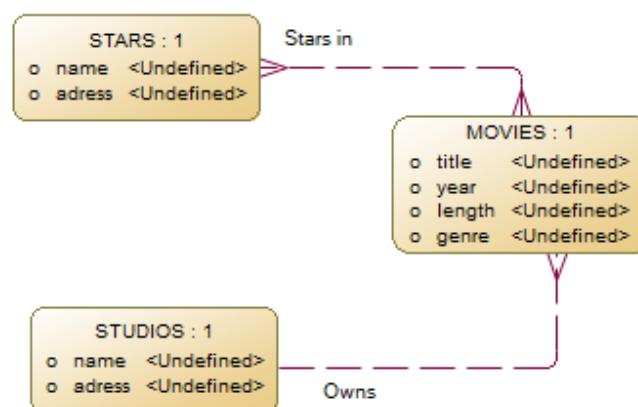 STARS : 1
o name <Undefined>
o adress <Undefined>
Stars in
MOVIES : 1
o title <Undefined>
o year <Undefined>
o length <Undefined>
o genre <Undefined>
STUDIOS : 1
o name <Undefined>
o adress <Undefined>
Owns